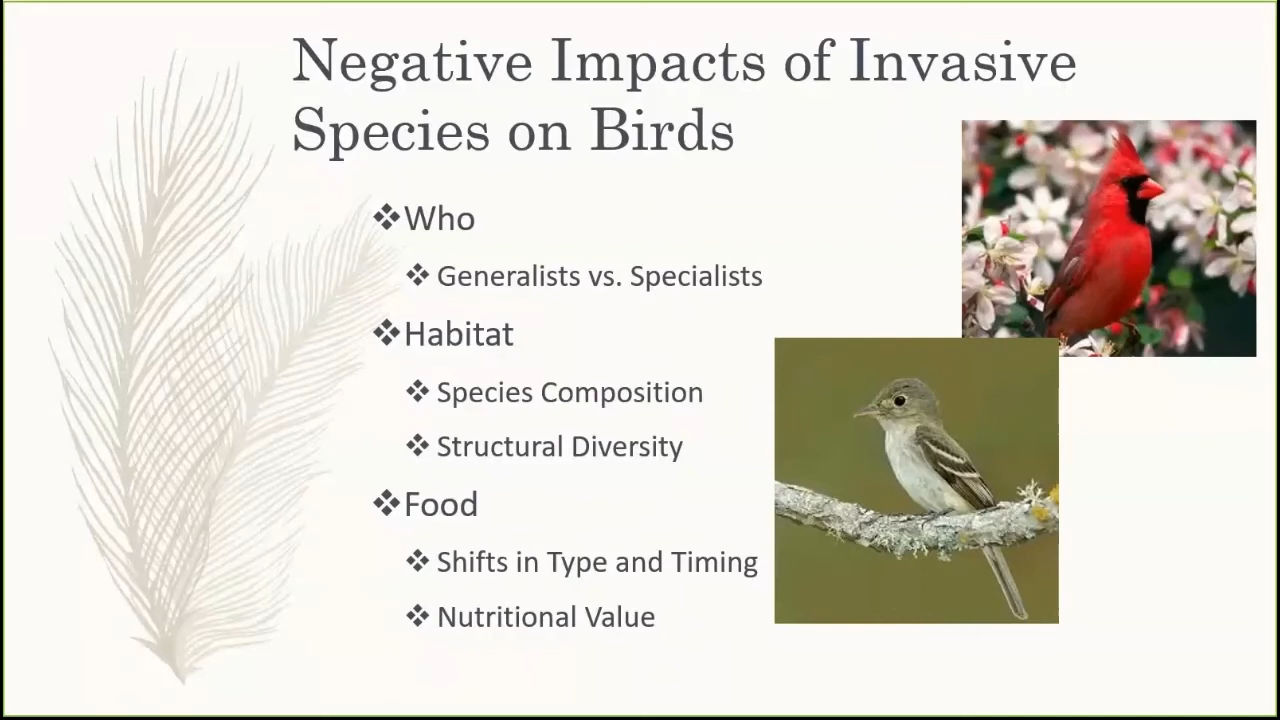 Negative Impacts of Invasive
Species on Birds
❖Who
❖ Generalists vs. Specialists
❖Habitat
❖ Species Composition
❖ Structural Diversity
❖Food
❖ Shifts in Type and Timing
❖ Nutritional Value